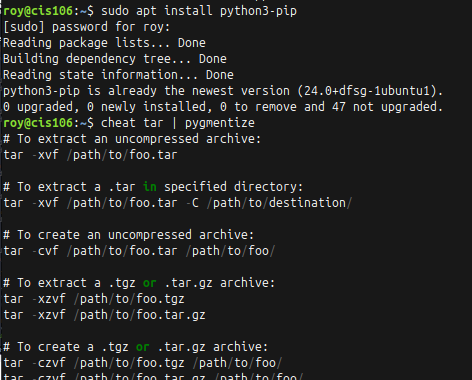 roy@cis106:~$ sudo apt install python3-pip
[sudo] password for roy:
Reading package lists... Done
Building dependency tree... Done
Reading state information... Done
python3-pip is already the newest version (24.0+dfsg-1ubuntu1).
0 upgraded, 0 newly installed, 0 to remove and 47 not upgraded.
roy@cis106:~$ cheat tar | pygmentize
# To extract an uncompressed archive:
tar -xvf /path/to/foo.tar
# To extract a .tar in specified directory:
tar -xvf /path/to/foo.tar -C /path/to/destination/
# To create an uncompressed archive:
tar -cvf /path/to/foo.tar /path/to/foo/
# To extract a .tgz or .tar.gz archive:
tar -xzvf /path/to/foo.tgz
tar -xzvf /path/to/foo.tar.gz
# To create a .tgz or .tar.gz archive:
tar -czvf /path/to/foo.tgz /path/to/foo/
tar -czvf /path/to/foo.tar.gz /path/to/foo/